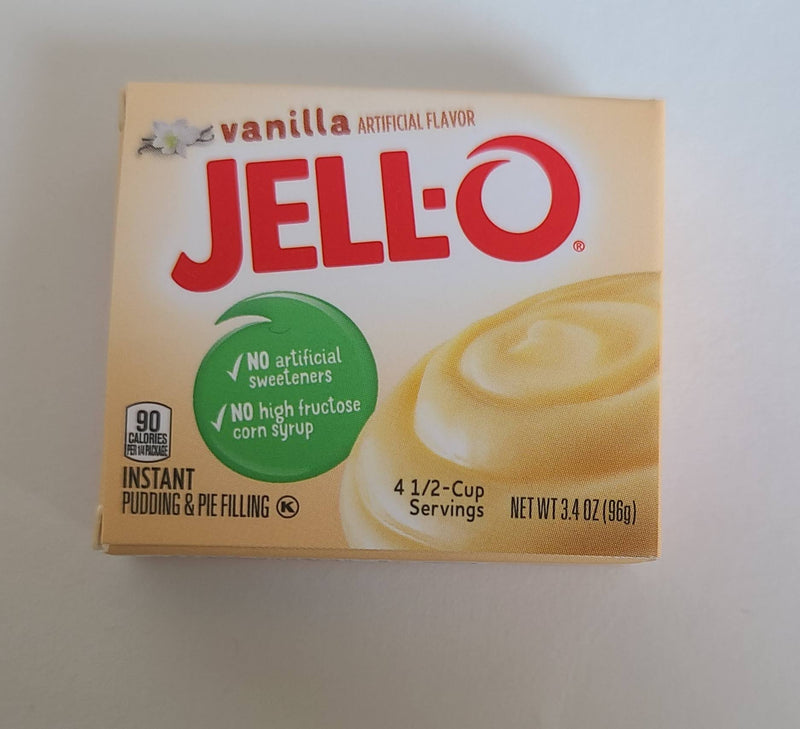 vanilla ARTIFICIAL FLAVOR
JELL-O®
✓NO artificial
sweeteners
✓NO high fructose
corn syrup
90
CALORIES
PER 1/4 PACKAGE
INSTANT
PUDDING & PIE FILLING K
4 1/2-Cup
Servings
NET WT 3.4 OZ (96g)